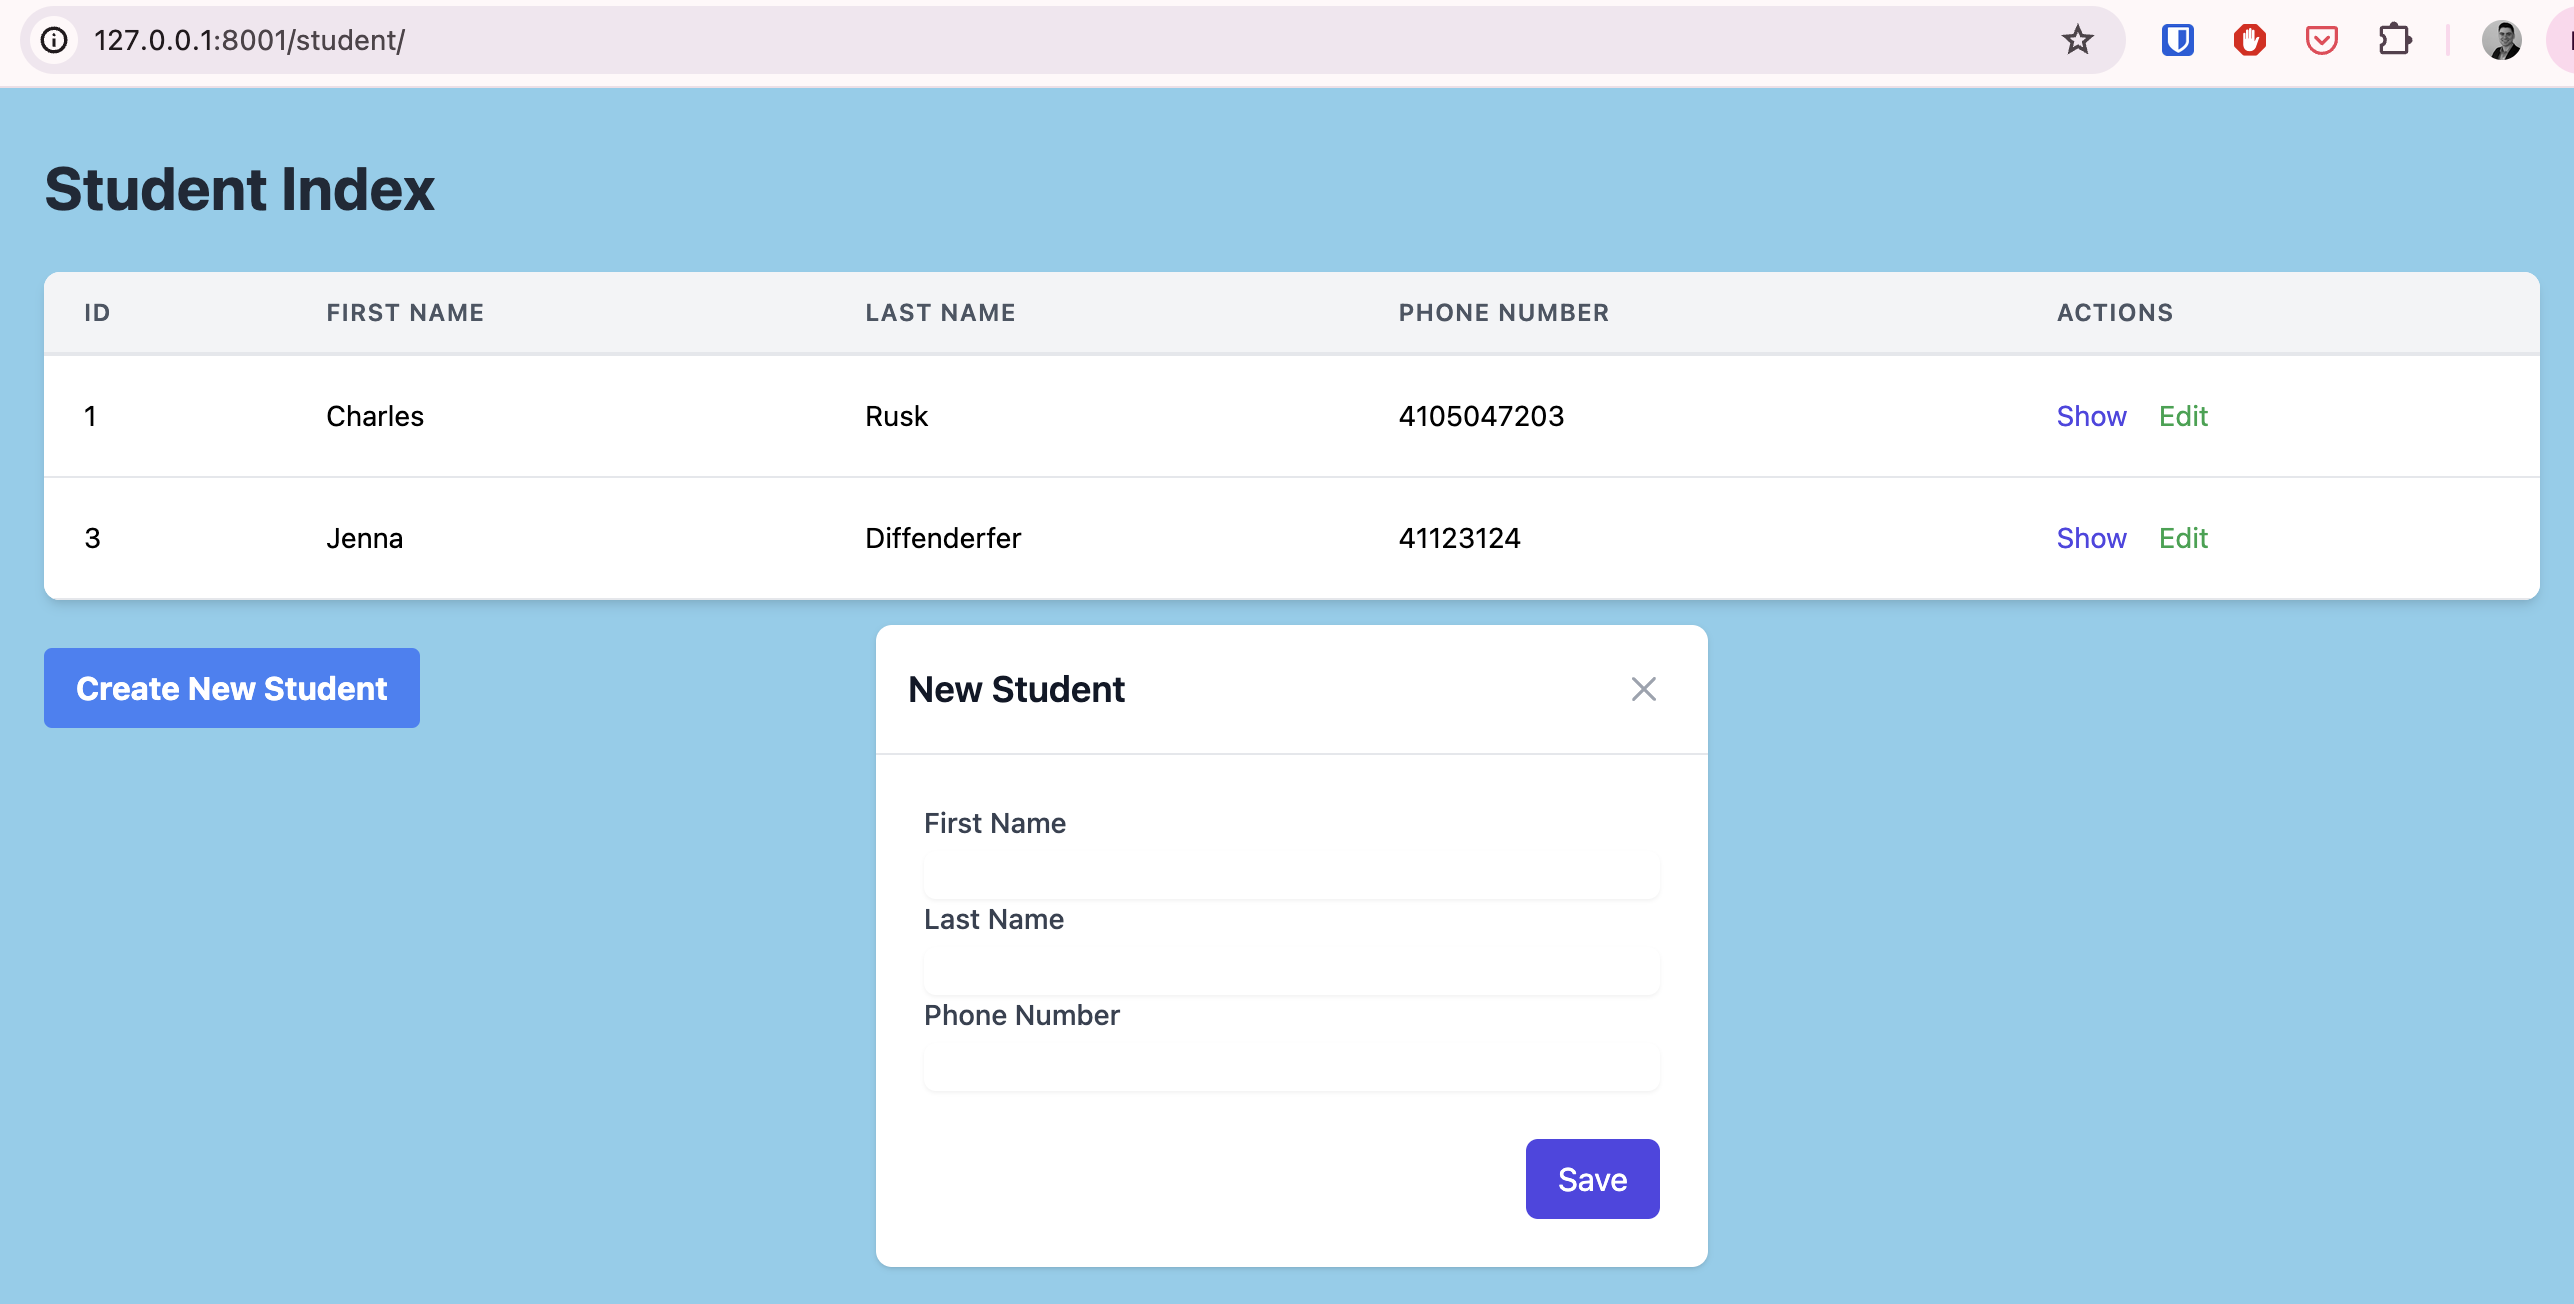 127.0.0.1:8001/student/
Student Index
ID FIRST NAME LAST NAME PHONE NUMBER ACTIONS
1 Charles Rusk 4105047203 Show Edit
3 Jenna Diffenderfer 41123124 Show Edit
Create New Student
New Student
First Name
Last Name
Phone Number
Save